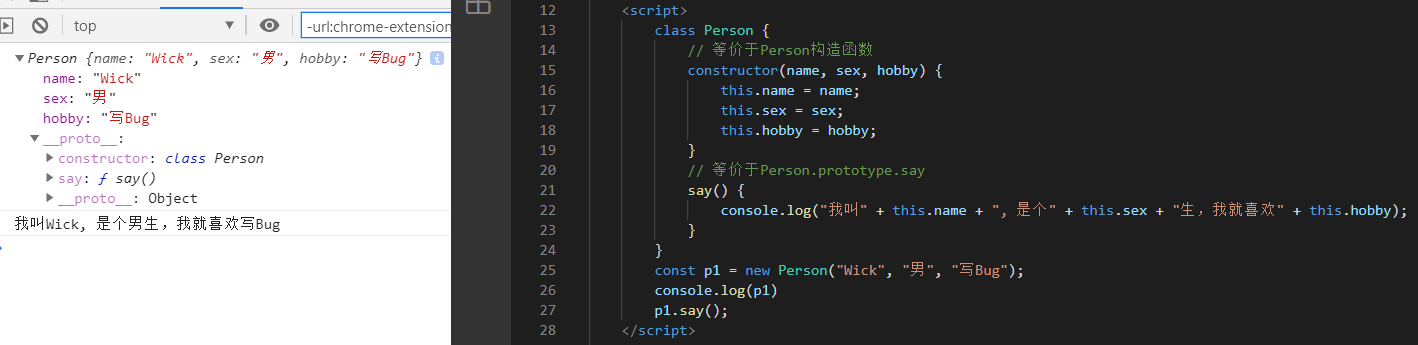 top
-url:chrome-extension
Person {name: "Wick", sex: "男", hobby: "写Bug"} i
name: "Wick"
sex: "男"
hobby: "写Bug"
__proto__:
constructor: class Person
say: ƒ say()
__proto__: Object
我叫Wick, 是个男生，我就喜欢写Bug
12 <script>
13 class Person {
14 // 等价于Person构造函数
15 constructor(name, sex, hobby) {
16 this.name = name;
17 this.sex = sex;
18 this.hobby = hobby;
19 }
20 // 等价于Person.prototype.say
21 say() {
22 console.log("我叫" + this.name + ", 是个" + this.sex + "生，我就喜欢" + this.hobby);
23 }
24 }
25 const p1 = new Person("Wick", "男", "写Bug");
26 console.log(p1)
27 p1.say();
28 </script>